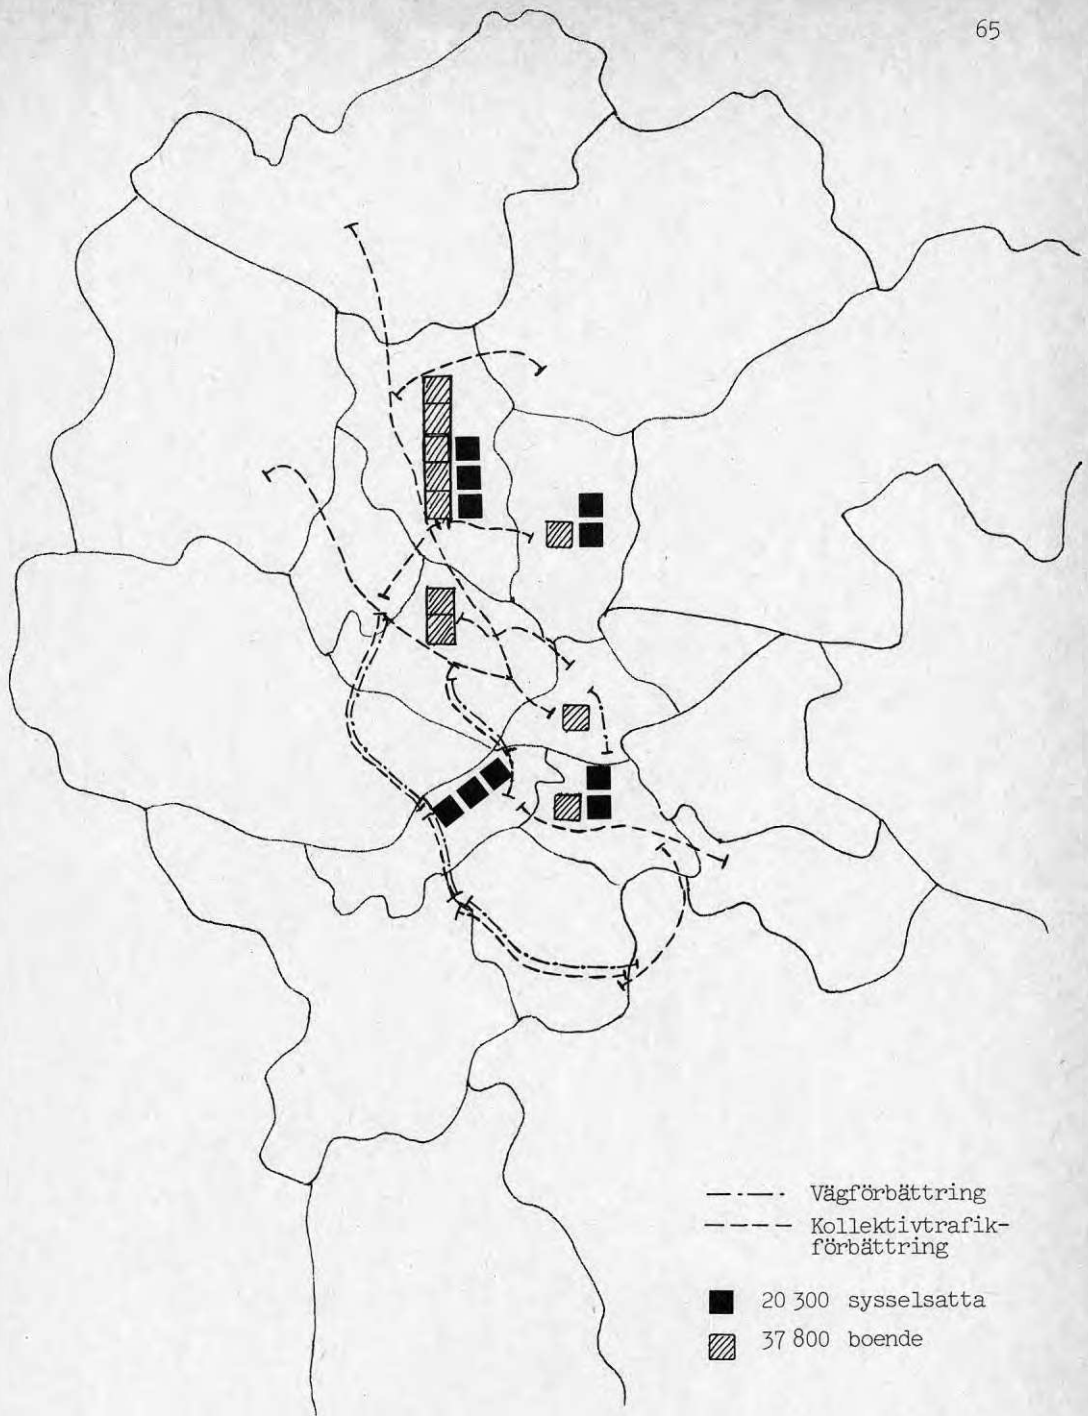 65
Vägförbättring
Kollektivtrafik-
förbättring
20 300 sysselsatta
37 800 boende